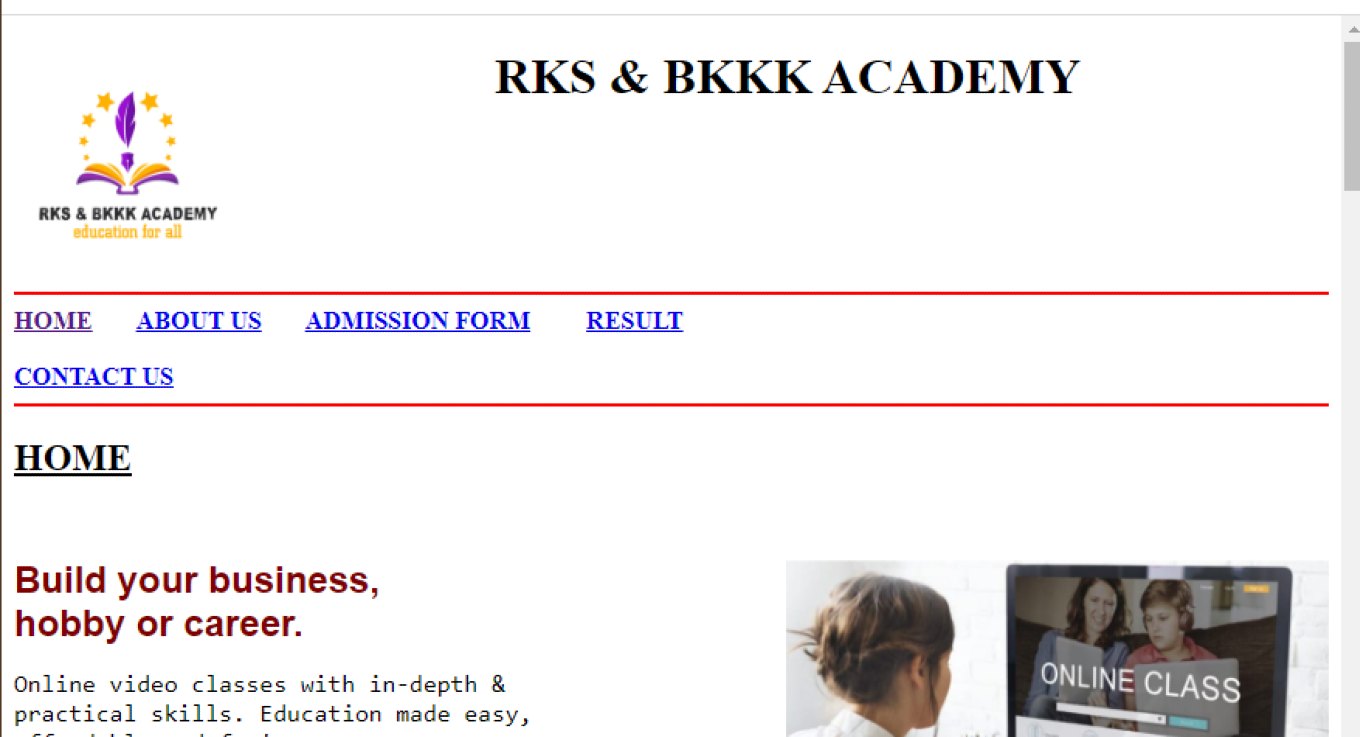 RKS & BKKK ACADEMY
RKS & BKKK ACADEMY
education for all
HOME ABOUT US ADMISSION FORM RESULT
CONTACT US
HOME
Build your business,
hobby or career.
Online video classes with in-depth &
practical skills. Education made easy,
ONLINE CLASS